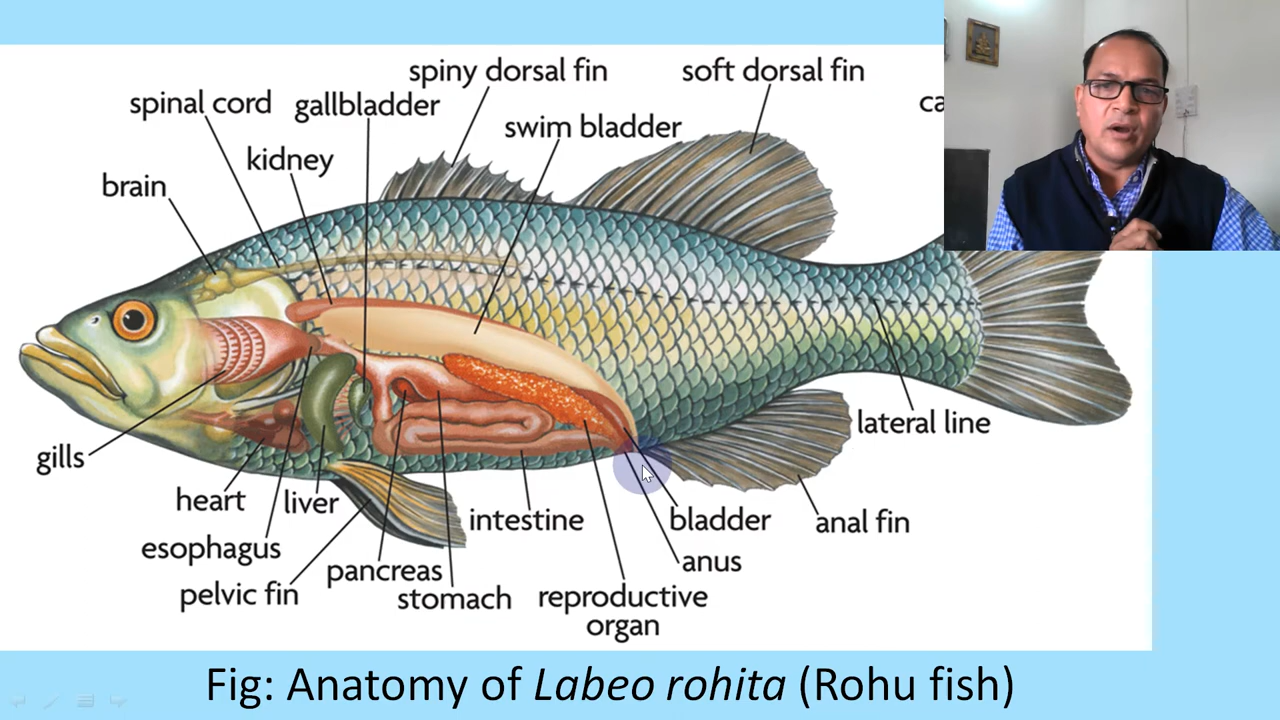 spiny dorsal fin
soft dorsal fin
spinal cord
gallbladder
ca
swim bladder
kidney
brain
lateral line
gills
heart
liver
intestine
bladder
anal fin
esophagus
anus
pancreas
pelvic fin
stomach
reproductive
organ
Fig: Anatomy of Labeo rohita (Rohu fish)